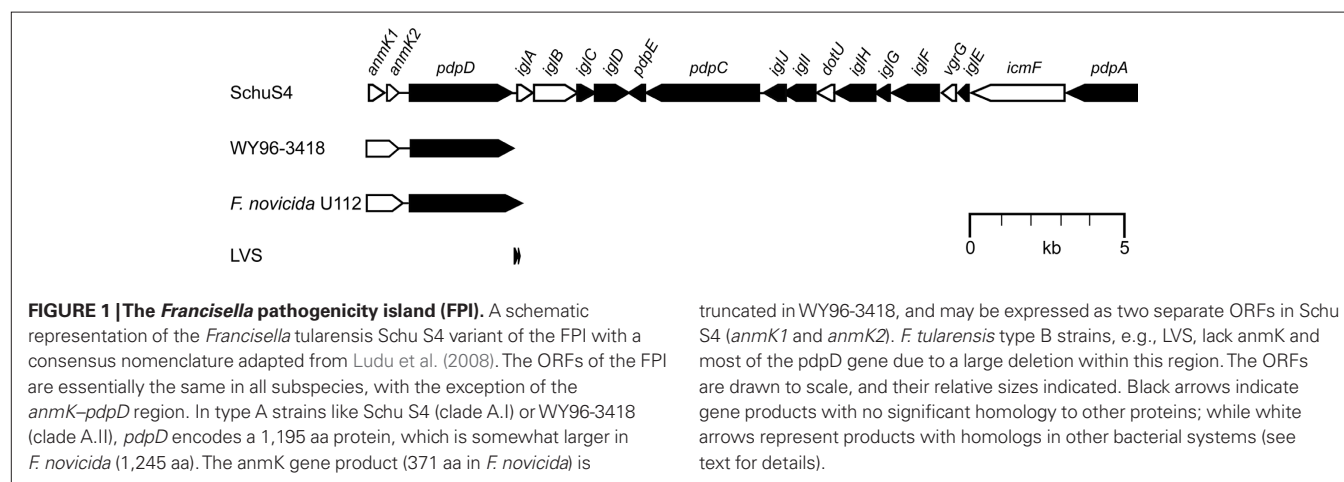 anmK1 anmK2 pdpD iglA iglB iglC iglD pdpE pdpC iglJ iglI dotU iglH iglG iglF vgrG iglE icmF pdpA
SchuS4
WY96-3418
F. novicida U112
LVS
0 kb 5
FIGURE 1 | The Francisella pathogenicity island (FPI). A schematic
representation of the Francisella tularensis Schu S4 variant of the FPI with a
consensus nomenclature adapted from Ludu et al. (2008). The ORFs of the FPI
are essentially the same in all subspecies, with the exception of the
anmK–pdpD region. In type A strains like Schu S4 (clade A.I) or WY96-3418
(clade A.II), pdpD encodes a 1,195 aa protein, which is somewhat larger in
F. novicida (1,245 aa). The anmK gene product (371 aa in F. novicida) is
truncated in WY96-3418, and may be expressed as two separate ORFs in Schu
S4 (anmK1 and anmK2). F. tularensis type B strains, e.g., LVS, lack anmK and
most of the pdpD gene due to a large deletion within this region. The ORFs
are drawn to scale, and their relative sizes indicated. Black arrows indicate
gene products with no significant homology to other proteins; while white
arrows represent products with homologs in other bacterial systems (see
text for details).